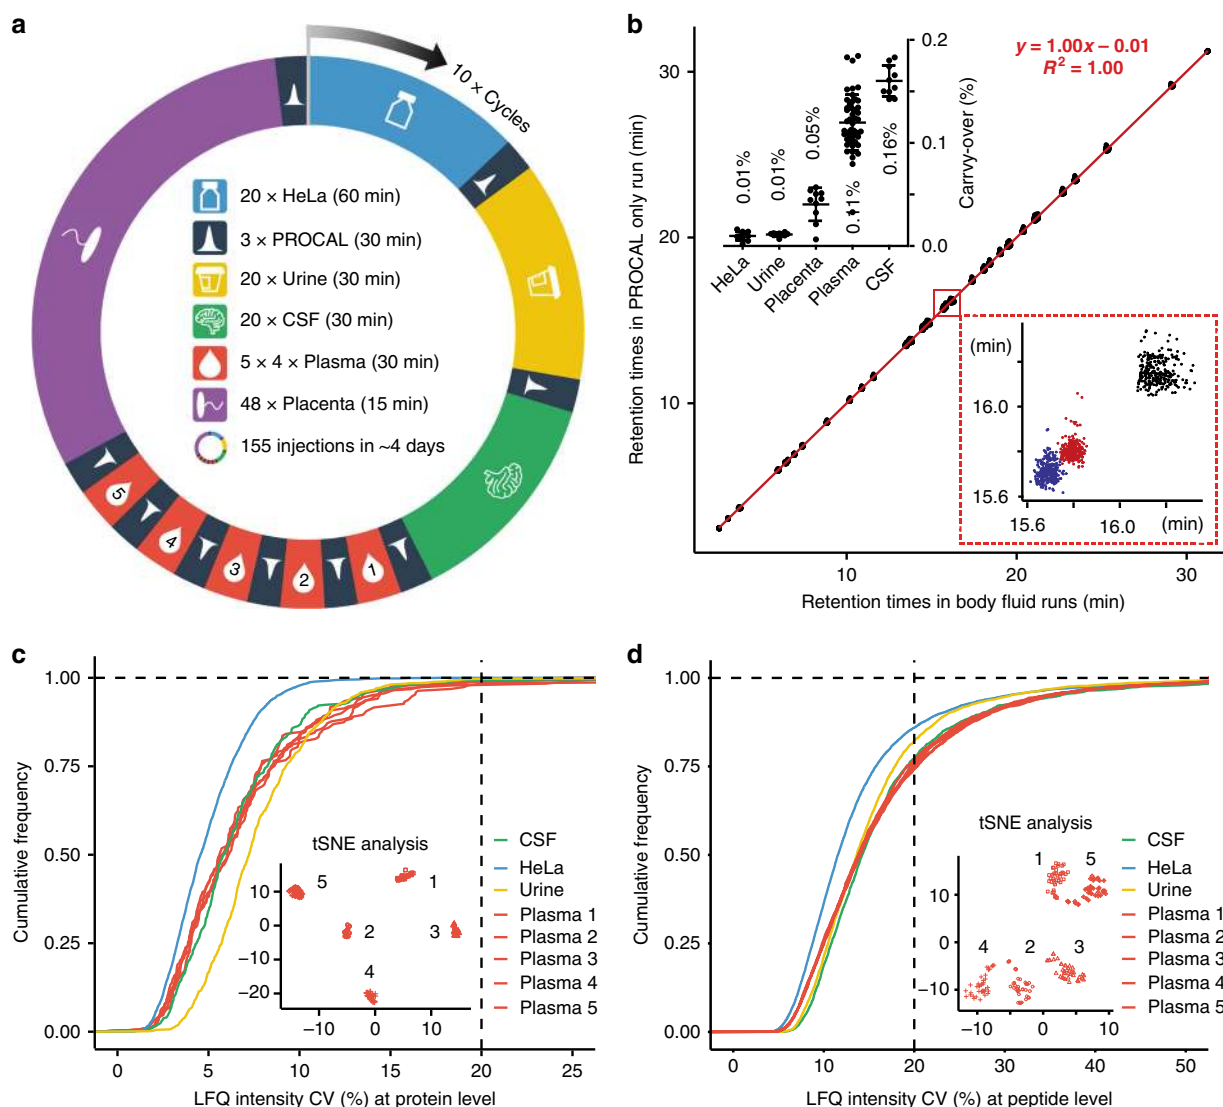 a
10 × Cycles
20 × HeLa (60 min)
3 × PROCAL (30 min)
20 × Urine (30 min)
20 × CSF (30 min)
5 × 4 × Plasma (30 min)
48 × Placenta (15 min)
155 injections in ~4 days
5
4
3
2
1
b
Retention times in PROCAL only run (min)
30
20
10
10
20
30
Retention times in body fluid runs (min)
y = 1.00x – 0.01
R² = 1.00
0.2
0.1
0.0
Carrvy-over (%)
0.01%
0.01%
0.05%
0.11%
0.16%
HeLa
Urine
Placenta
Plasma
CSF
(min)
16.0
15.6
15.6
16.0
(min)
c
Cumulative frequency
1.00
0.75
0.50
0.25
0.00
0
5
10
15
20
25
LFQ intensity CV (%) at protein level
tSNE analysis
10
0
−10
−20
−10
0
10
5
1
2
3
4
CSF
HeLa
Urine
Plasma 1
Plasma 2
Plasma 3
Plasma 4
Plasma 5
d
Cumulative frequency
1.00
0.75
0.50
0.25
0.00
0
10
20
30
40
50
LFQ intensity CV (%) at peptide level
tSNE analysis
10
0
−10
−10
0
10
1
5
4
2
3
CSF
HeLa
Urine
Plasma 1
Plasma 2
Plasma 3
Plasma 4
Plasma 5